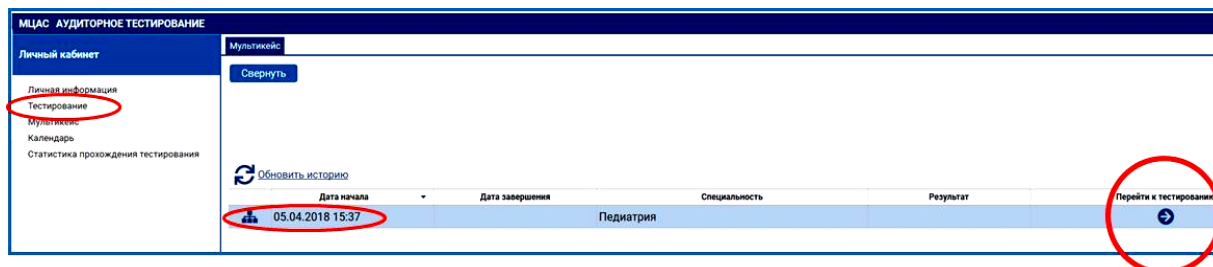 МЦАС АУДИТОРНОЕ ТЕСТИРОВАНИЕ
Личный кабинет
Личная информация
Тестирование
Мультикейс
Календарь
Статистика прохождения тестирования
Мультикейс
Свернуть
Обновить историю
Дата начала Дата завершения Специальность Результат Перейти к тестированию
05.04.2018 15:37 Педиатрия